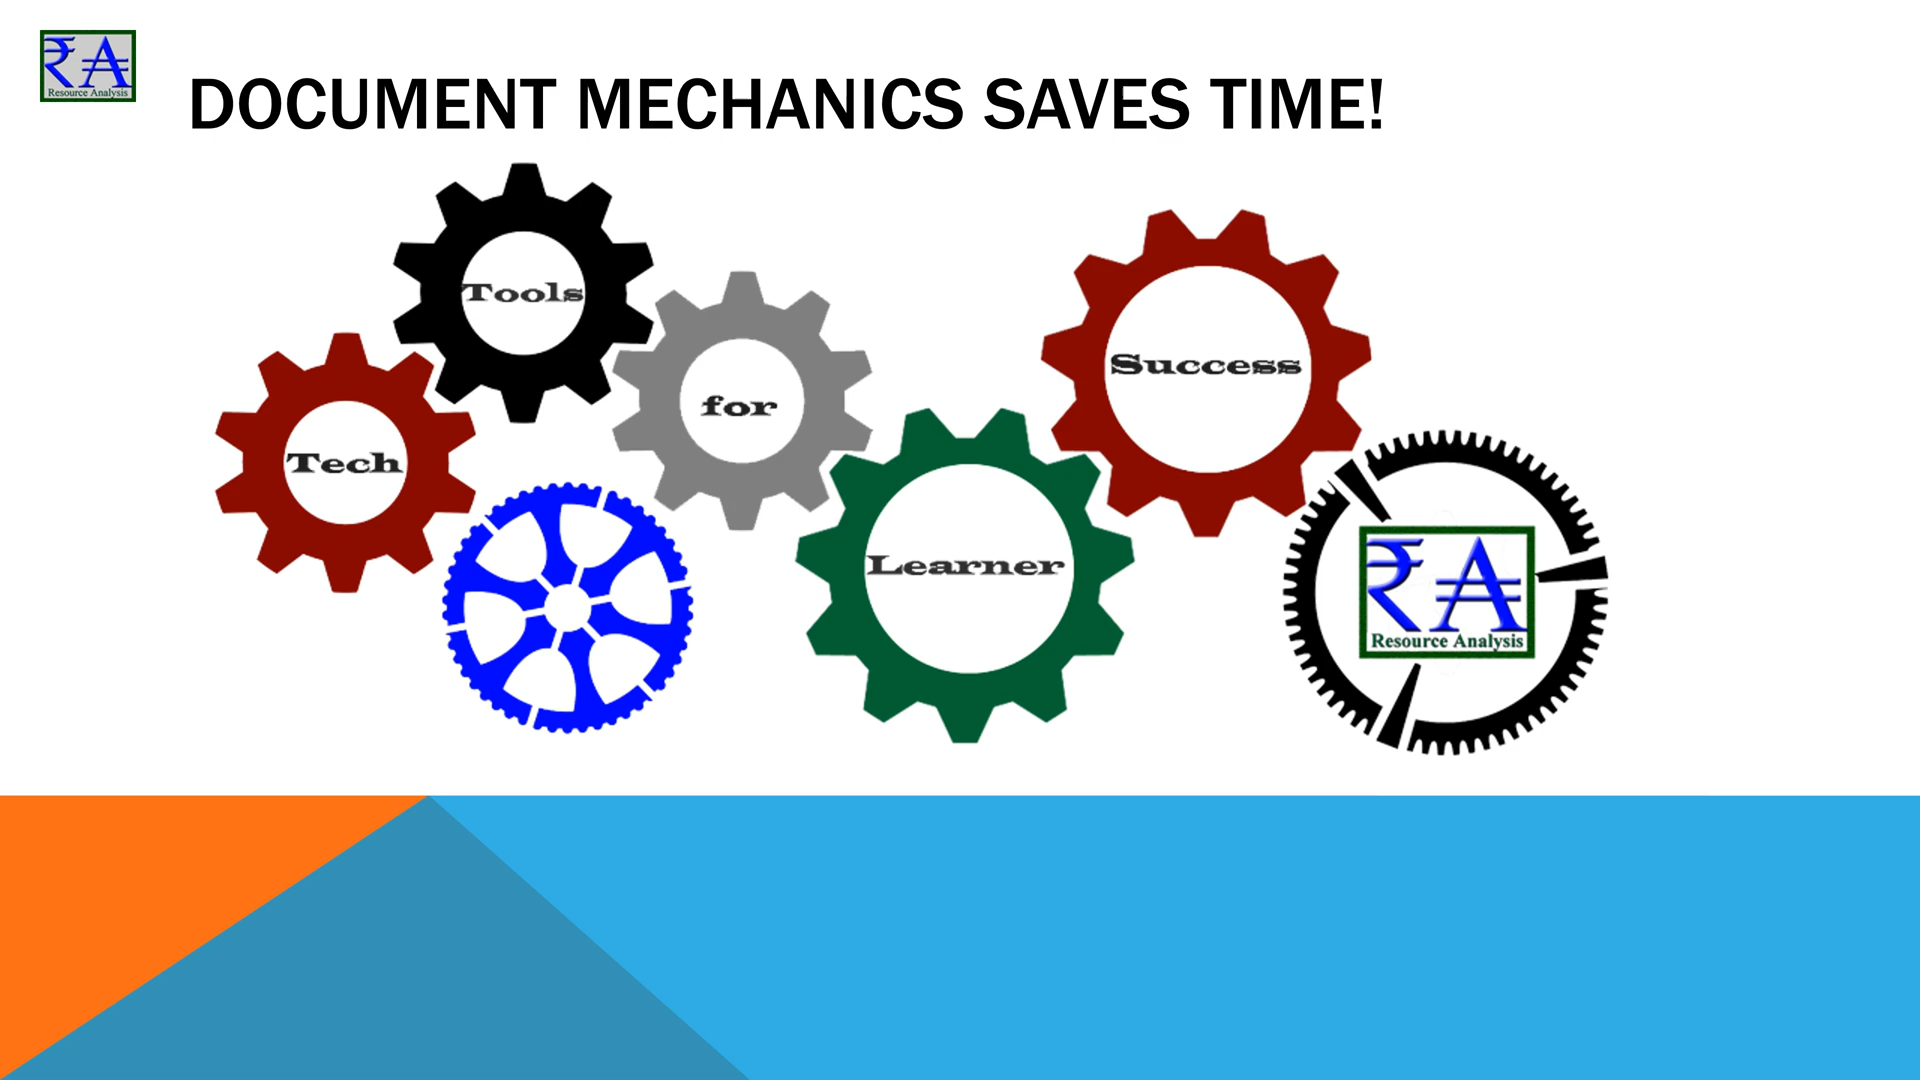 ₹A
Resource Analysis
DOCUMENT MECHANICS SAVES TIME!
Tech
Tools
for
Learner
Success
₹A
Resource Analysis